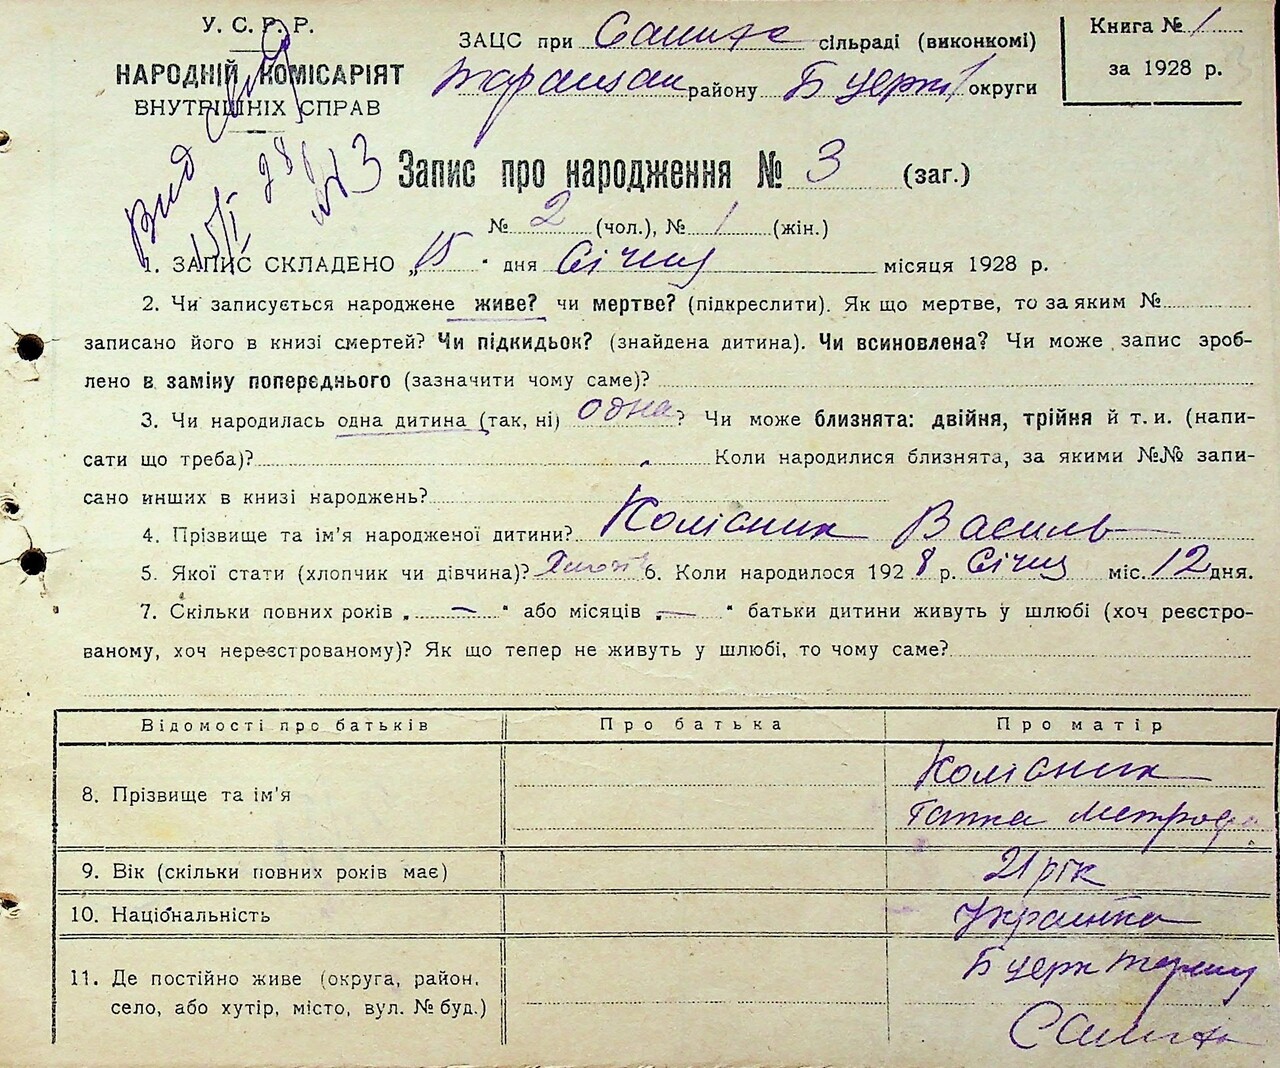 У. С. Р. Р.
НАРОДНІЙ КОМІСАРІЯТ
ВНУТРІШНІХ СПРАВ
ЗАЦС при сільраді (виконкомі)
району Б церкі округи
Книга № 1
за 1928 р.
Вид
15/I 28 №3
Запис про народження № 3 (заг.)
№ 2 (чол.), № 1 (жін.)
1. ЗАПИС СКЛАДЕНО „15" дня Січня місяця 1928 р.
2. Чи записується народжене живе? чи мертве? (підкреслити). Як що мертве, то за яким №
записано його в книзі смертей? Чи підкидьок? (знайдена дитина). Чи всиновлена? Чи може запис зроб-
лено в заміну попереднього (зазначити чому саме)?
3. Чи народилась одна дитина (так, ні) одна? Чи може близнята: двійня, трійня й т. и. (напи-
сати що треба)? Коли народилися близнята, за якими №№ запи-
сано инших в книзі народжень?
4. Прізвище та ім'я народженої дитини? Колісник Василь
5. Якої стати (хлопчик чи дівчина)? 6. Коли народилося 1928 р. Січня міс. 12 дня.
7. Скільки повних років „ — " або місяців „ — " батьки дитини живуть у шлюбі (хоч реєстро-
ваному, хоч нереєстрованому)? Як що тепер не живуть у шлюбі, то чому саме?
Відомості про батьків Про батька Про матір
8. Прізвище та ім'я Колісник
Ганка Метроф
9. Вік (скільки повних років має) 21 рік
10. Національність Українка
11. Де постійно живе (округа, район,
село, або хутір, місто, вул. № буд.)
Б церк